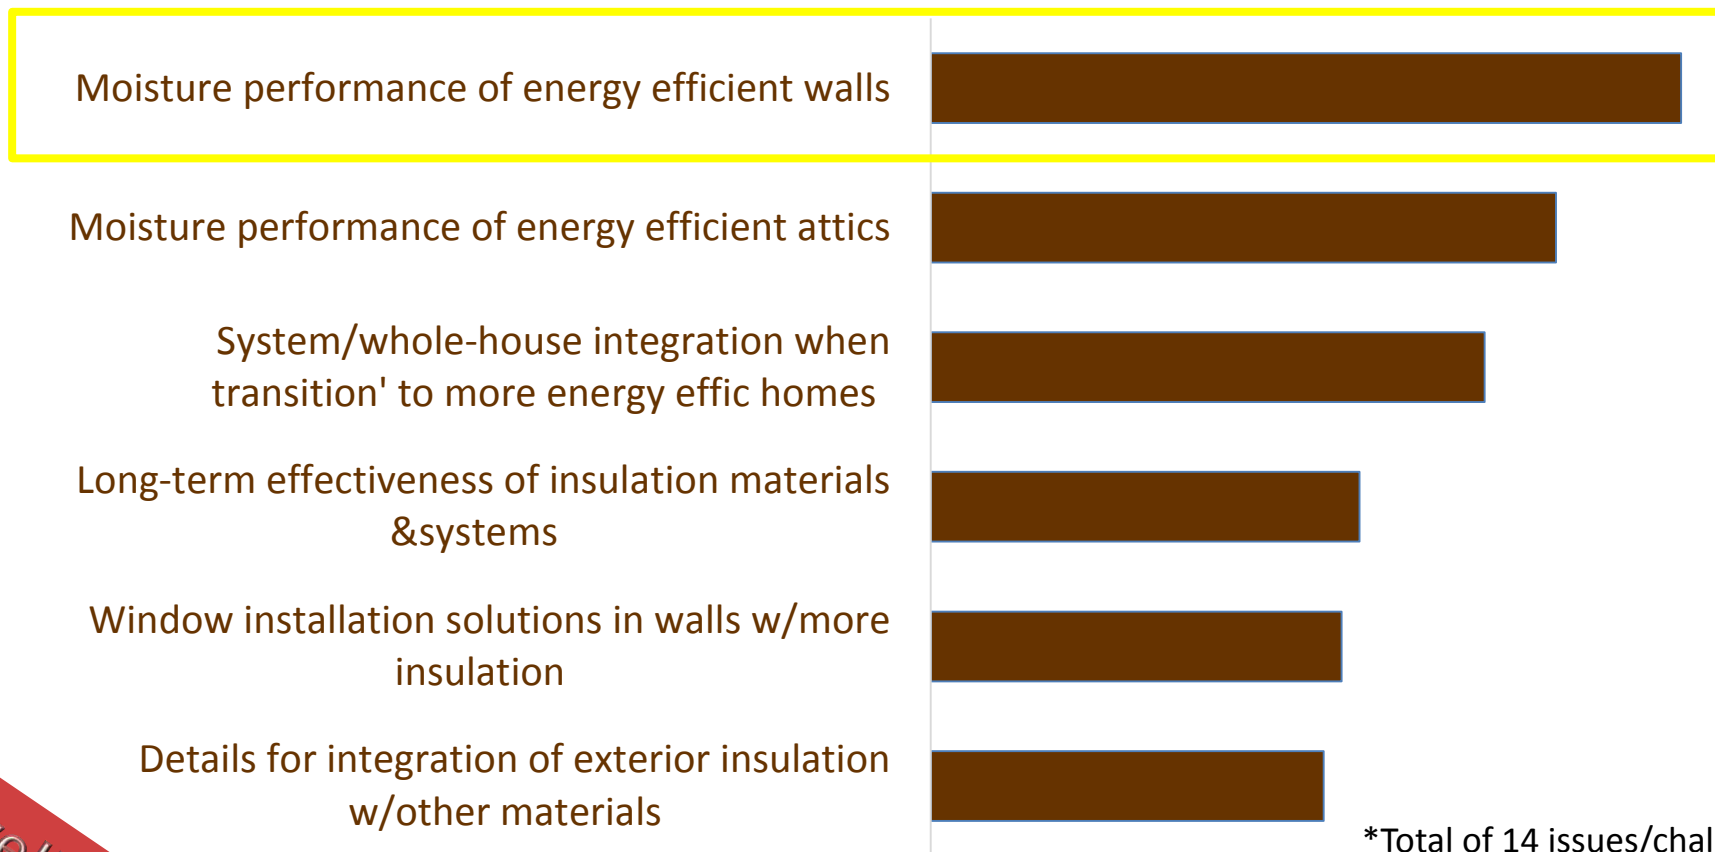 Moisture performance of energy efficient walls
Moisture performance of energy efficient attics
System/whole-house integration when
transition' to more energy effic homes
Long-term effectiveness of insulation materials
&systems
Window installation solutions in walls w/more
insulation
Details for integration of exterior insulation
w/other materials
*Total of 14 issues/chal